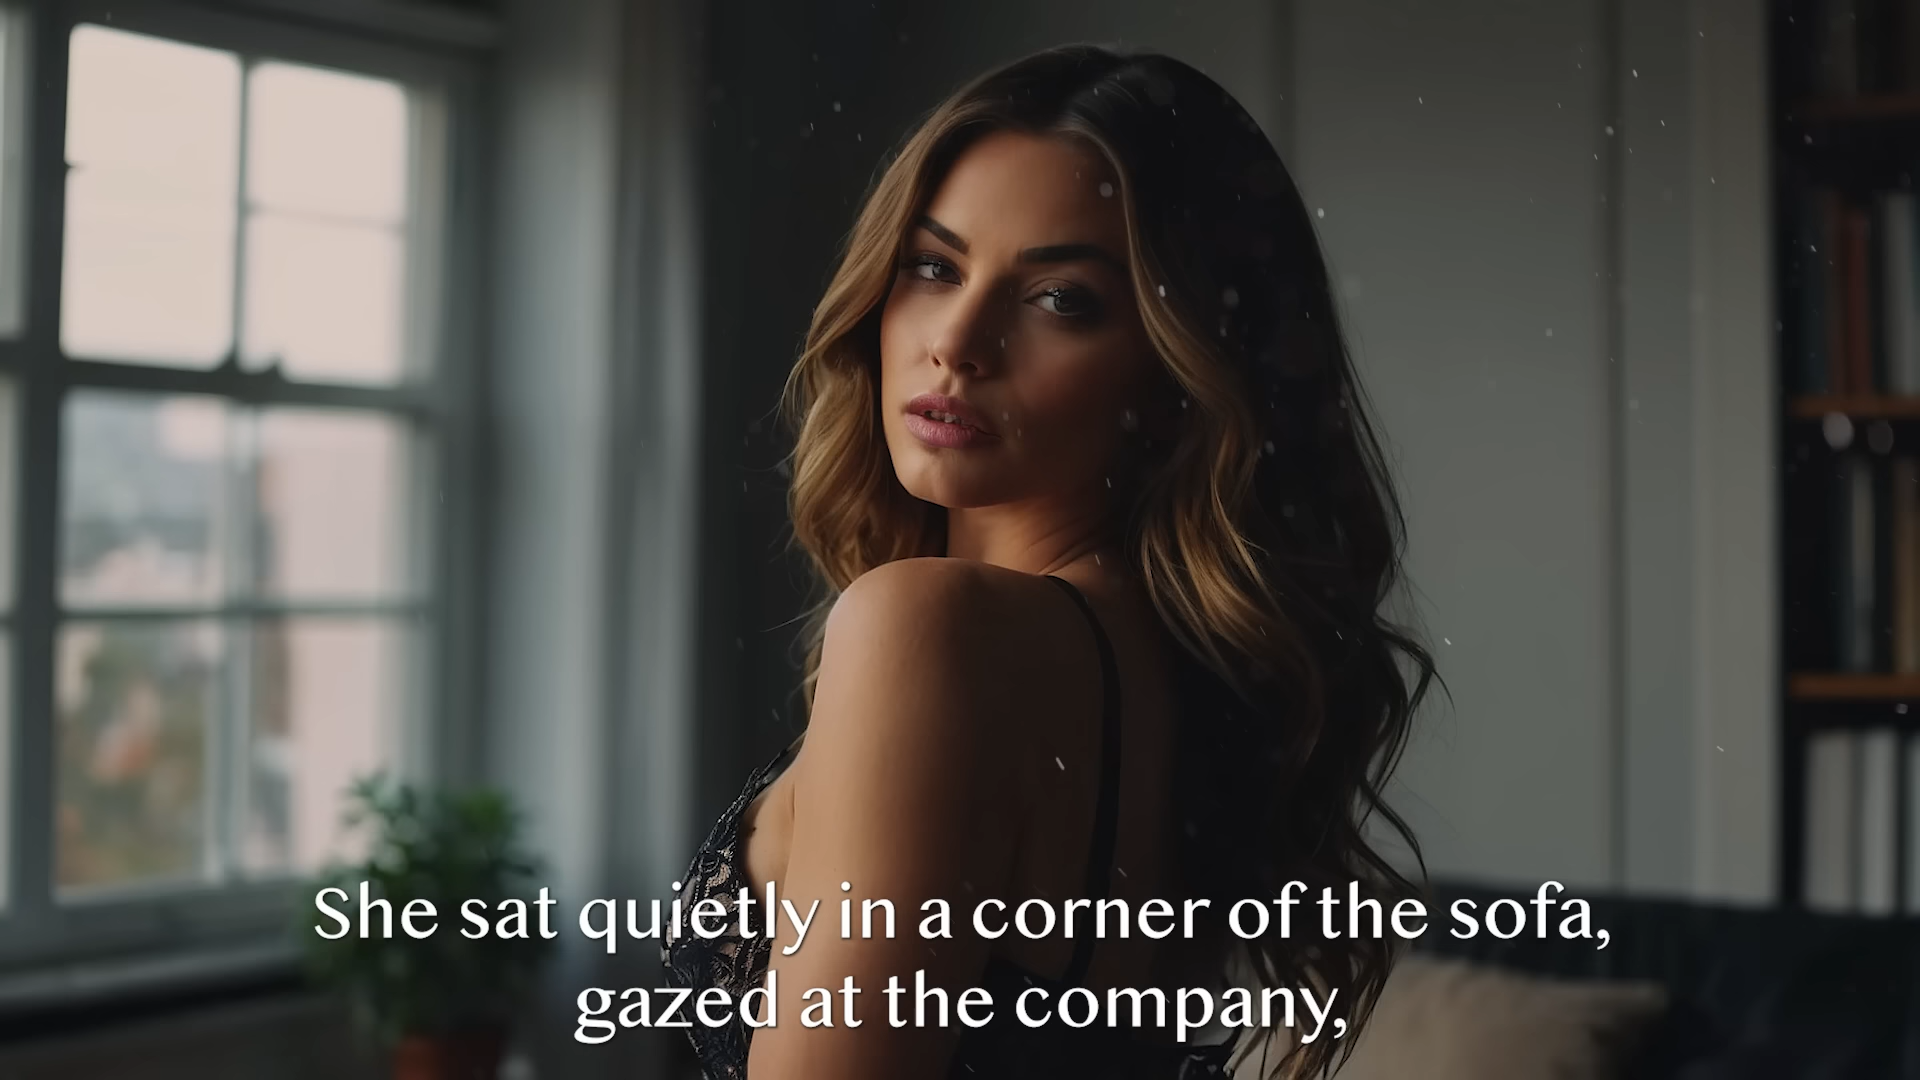 She sat quietly in a corner of the sofa,
gazed at the company,